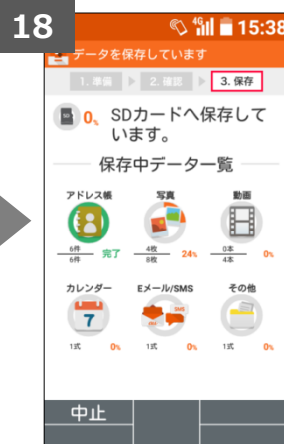 18
4G 15:38
データを保存しています
1. 準備 2. 確認 3. 保存
SD 0% SDカードへ保存して
います。
保存中データ一覧
アドレス帳 写真 動画
6件 4枚 0本
6件 完了 8枚 24% 4本 0%
カレンダー Eメール/SMS その他
7 SMS
1式 0% 1式 0% 1式 0%
中止